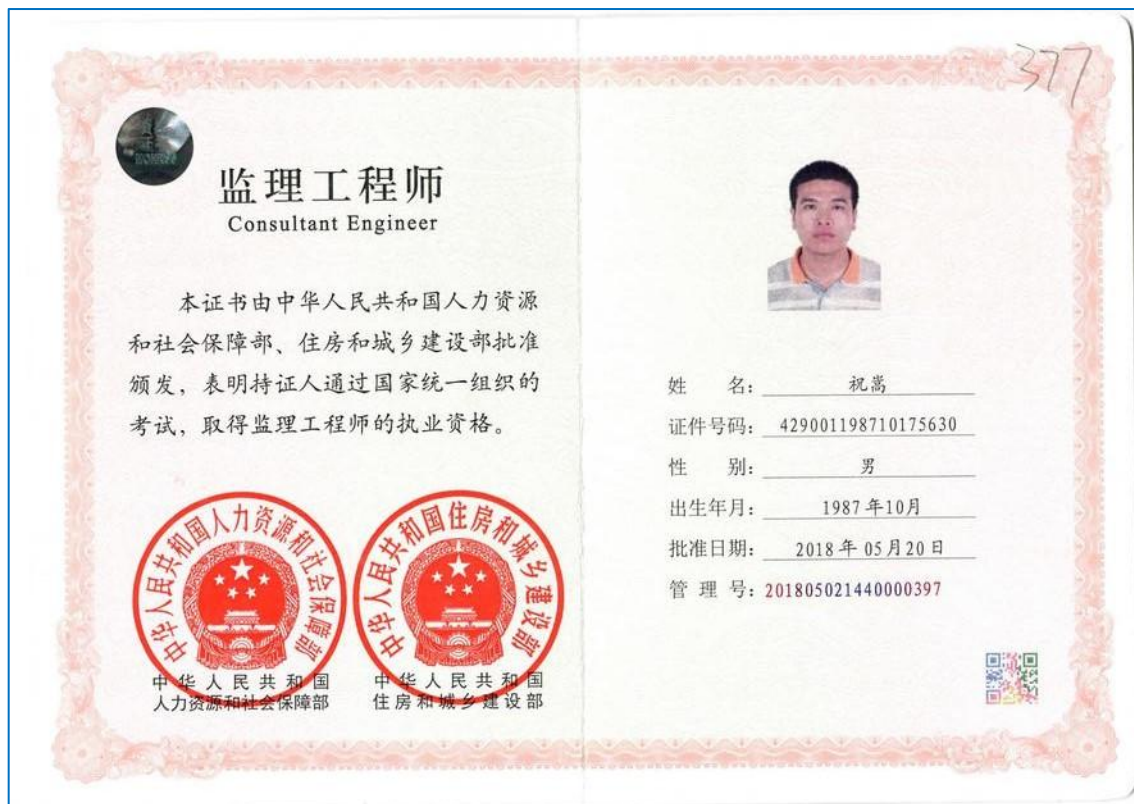 377
监理工程师
Consultant Engineer
本证书由中华人民共和国人力资源
和社会保障部、住房和城乡建设部批准
颁发，表明持证人通过国家统一组织的
考试，取得监理工程师的执业资格。
中华人民共和国人力资源和社会保障部
中华人民共和国住房和城乡建设部
中华人民共和国
人力资源和社会保障部
中华人民共和国
住房和城乡建设部
姓 名：祝嵩
证件号码：429001198710175630
性 别：男
出生年月：1987年10月
批准日期：2018年05月20日
管 理 号：201805021440000397